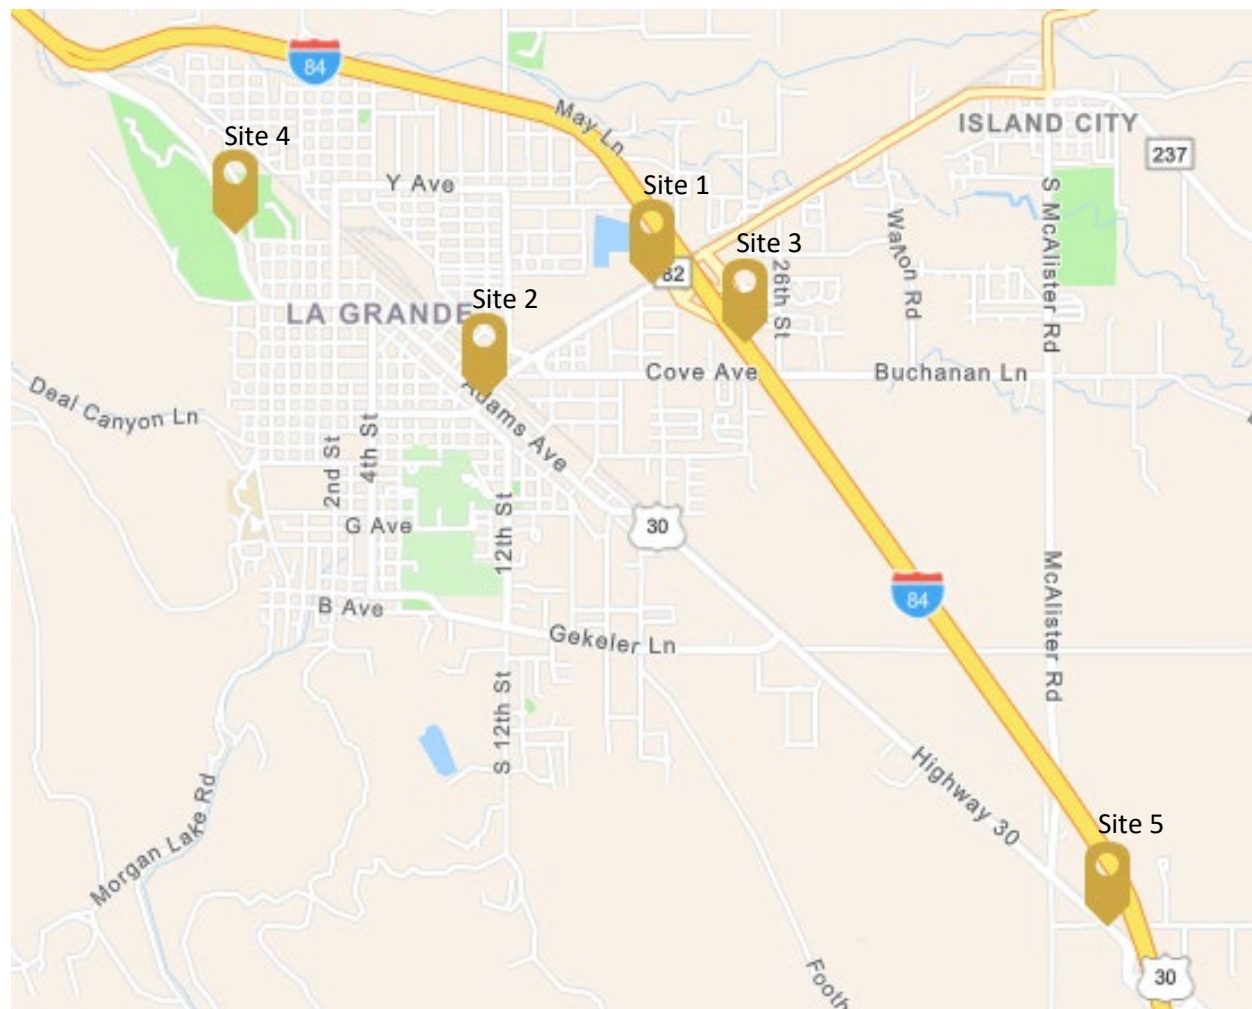 84
May Ln
ISLAND CITY
237
Site 4
Y Ave
Site 1
S McAlister Rd
Site 3
Walton Rd
82
26th St
Site 2
LA GRANDE
Cove Ave
Buchanan Ln
Deal Canyon Ln
Adams Ave
4th St
2nd St
12th St
G Ave
30
84
B Ave
McAlister Rd
Gekeler Ln
S 12th St
Highway 30
Morgan Lake Rd
Site 5
Footh
30